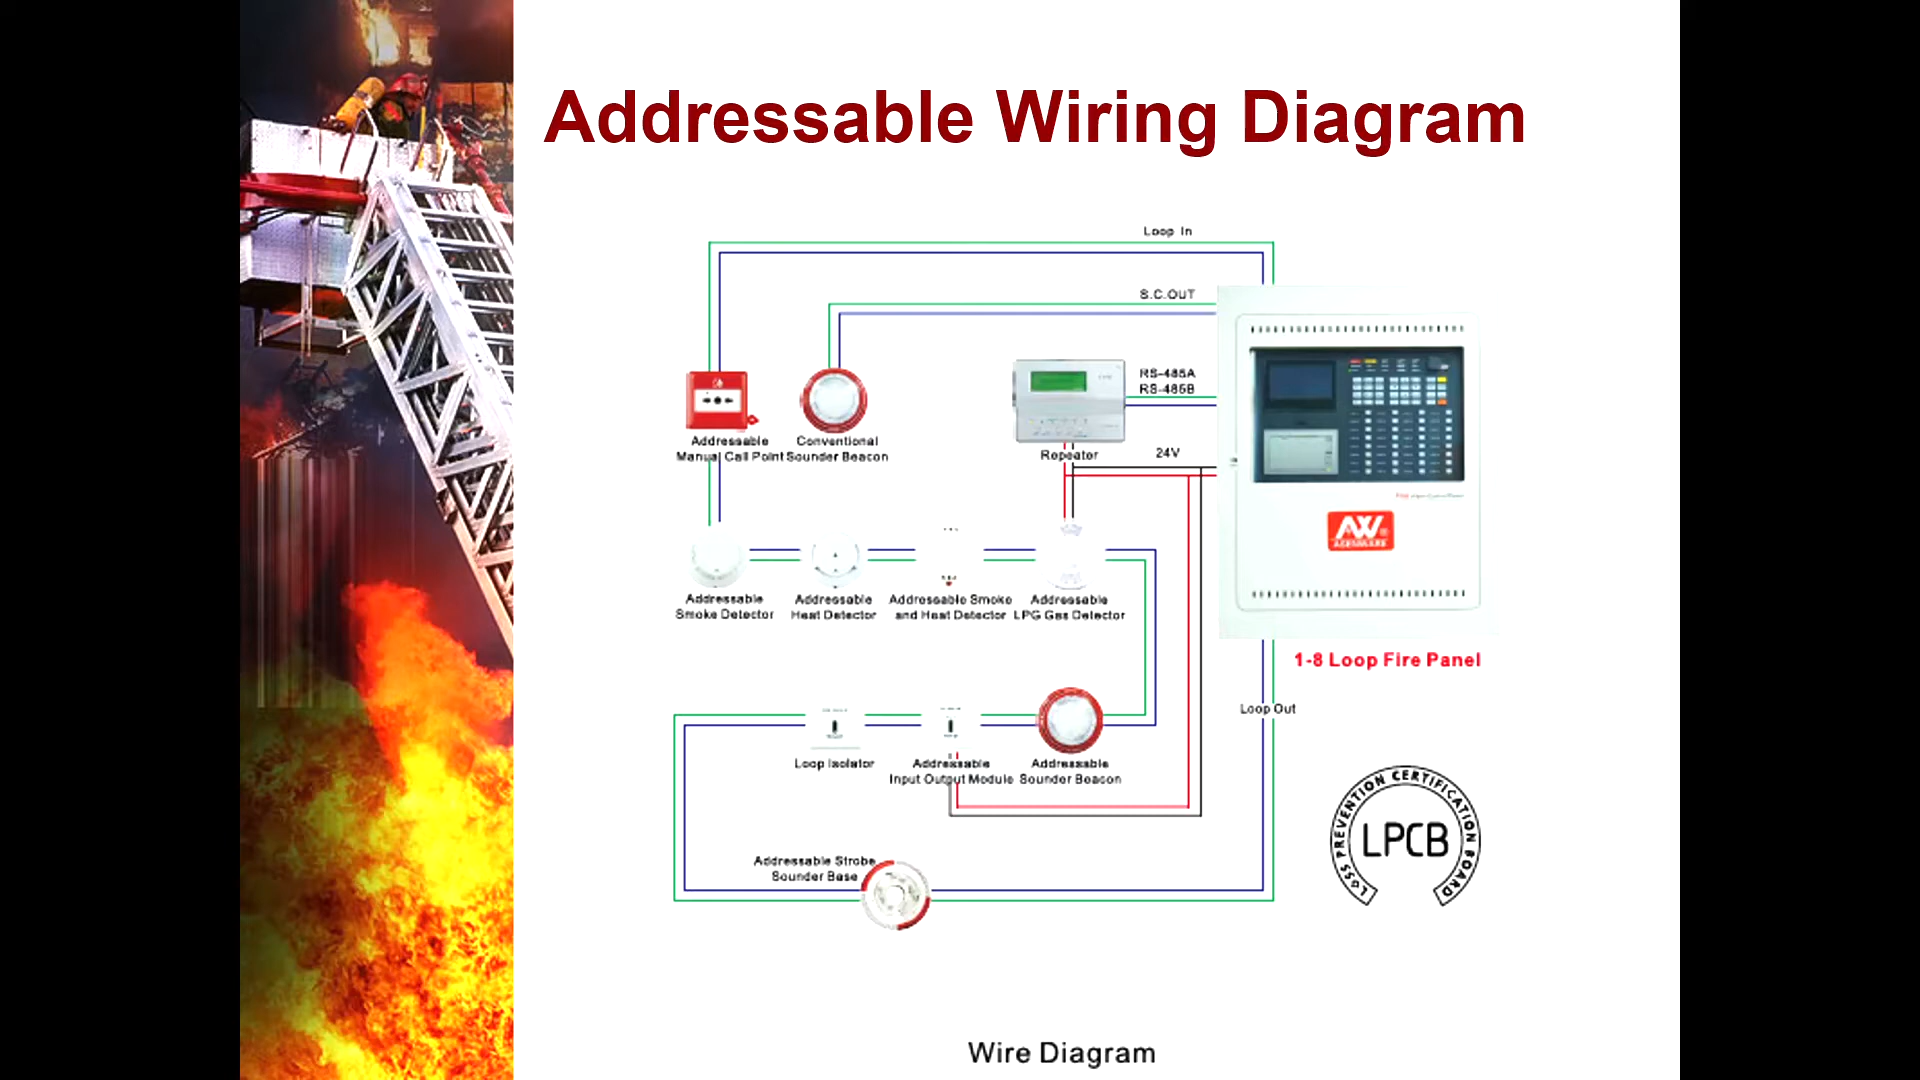 Addressable Wiring Diagram
Loop In
S.C.OUT
RS-485A
RS-485B
Addressable
Manual Call Point
Conventional
Sounder Beacon
Repeater
24V
AW®
ASENWARE
Addressable
Smoke Detector
Addressable
Heat Detector
Addressable Smoke
and Heat Detector
Addressable
LPG Gas Detector
1-8 Loop Fire Panel
Loop Out
Loop Isolator
Addressable
Input Output Module
Addressable
Sounder Beacon
LOSS PREVENTION CERTIFICATION BOARD
LPCB
Addressable Strobe
Sounder Base
Wire Diagram